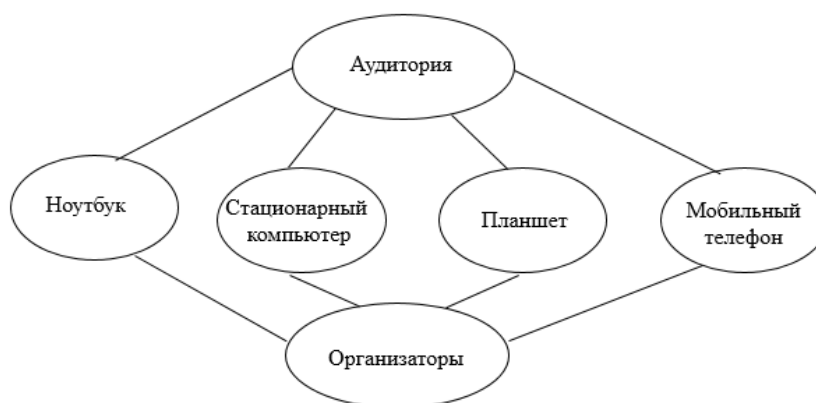 Аудитория
Ноутбук
Стационарный
компьютер
Планшет
Мобильный
телефон
Организаторы